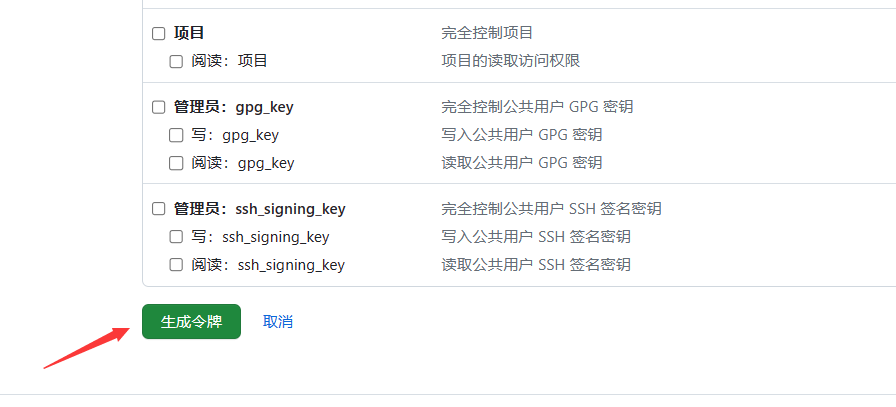 项目 完全控制项目
阅读：项目 项目的读取访问权限
管理员：gpg_key 完全控制公共用户 GPG 密钥
写：gpg_key 写入公共用户 GPG 密钥
阅读：gpg_key 读取公共用户 GPG 密钥
管理员：ssh_signing_key 完全控制公共用户 SSH 签名密钥
写：ssh_signing_key 写入公共用户 SSH 签名密钥
阅读：ssh_signing_key 读取公共用户 SSH 签名密钥
生成令牌 取消